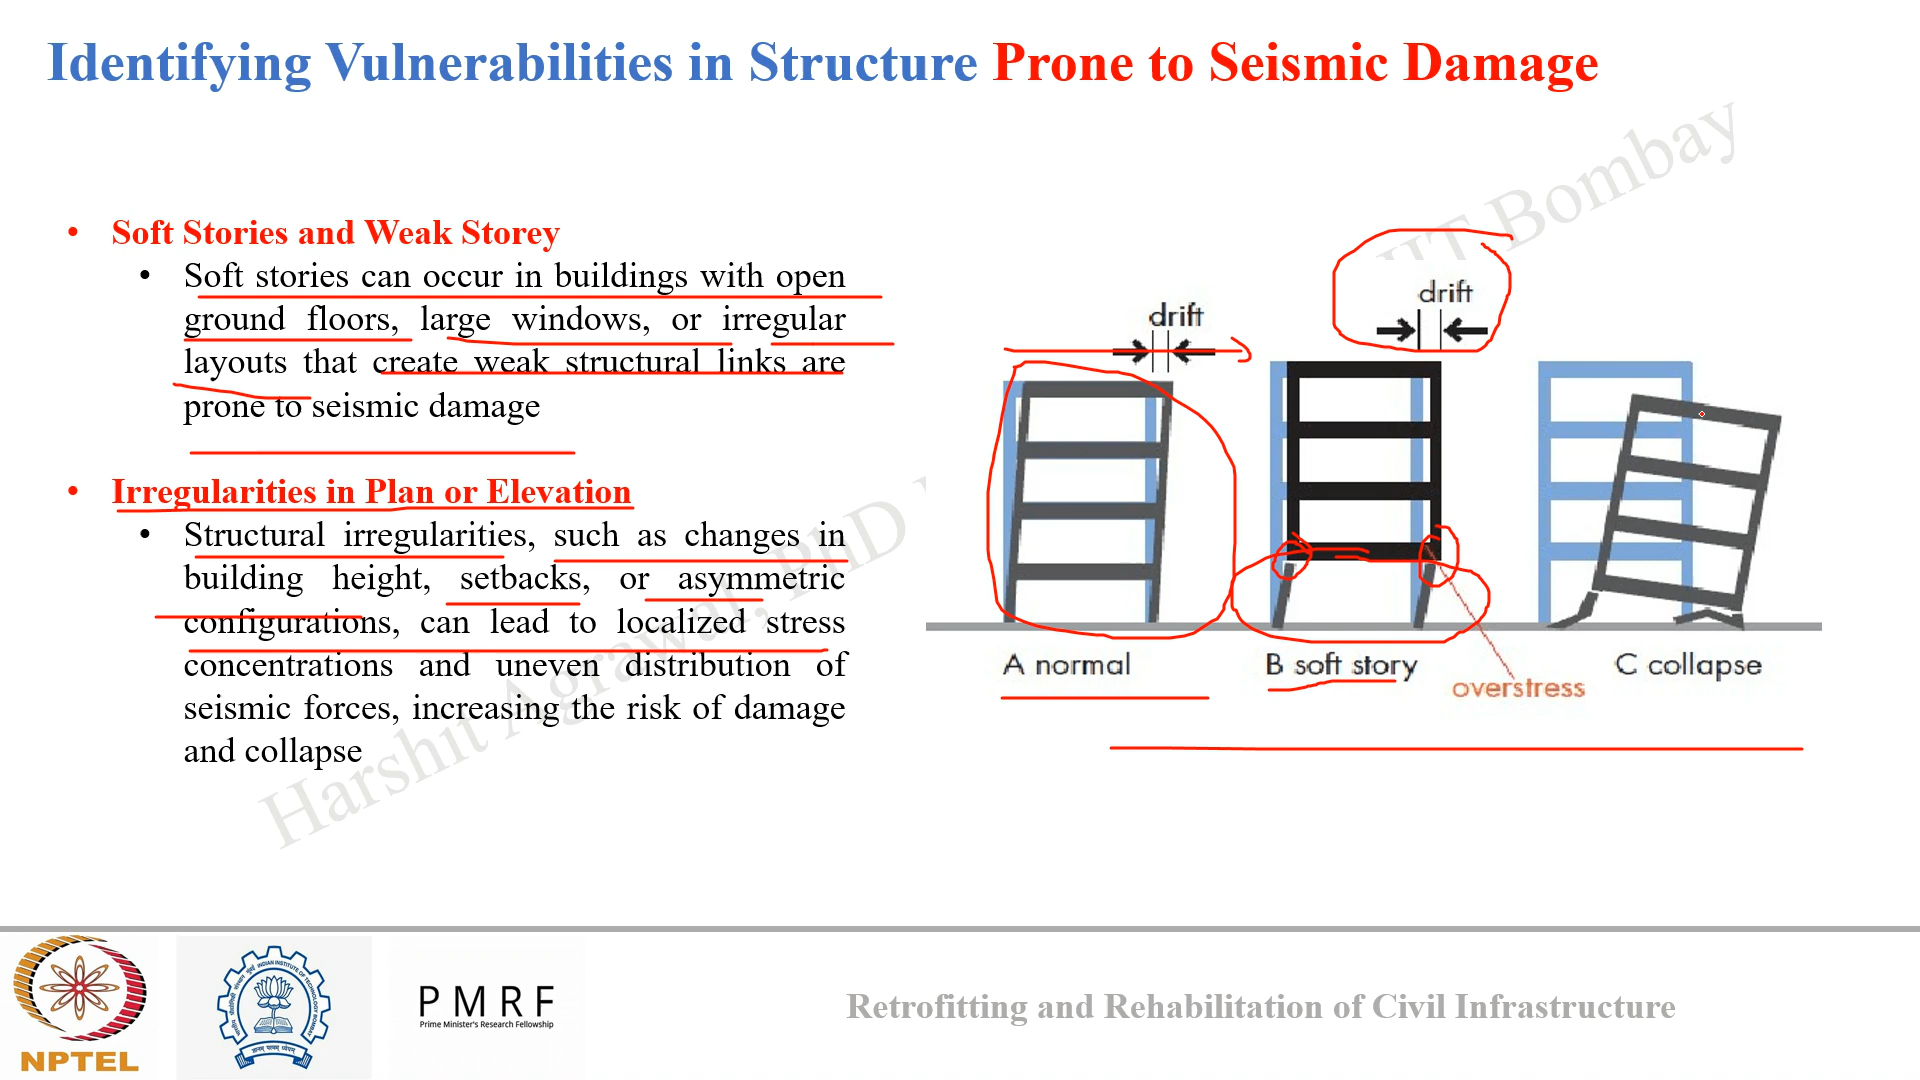 Identifying Vulnerabilities in Structure Prone to Seismic Damage
• Soft Stories and Weak Storey
• Soft stories can occur in buildings with open
ground floors, large windows, or irregular
layouts that create weak structural links are
prone to seismic damage
• Irregularities in Plan or Elevation
• Structural irregularities, such as changes in
building height, setbacks, or asymmetric
configurations, can lead to localized stress
concentrations and uneven distribution of
seismic forces, increasing the risk of damage
and collapse
drift
drift
A normal
B soft story
overstress
C collapse
Harshit Agrawal, PhD
IIT Bombay
NPTEL
PMRF
Prime Minister's Research Fellowship
Retrofitting and Rehabilitation of Civil Infrastructure